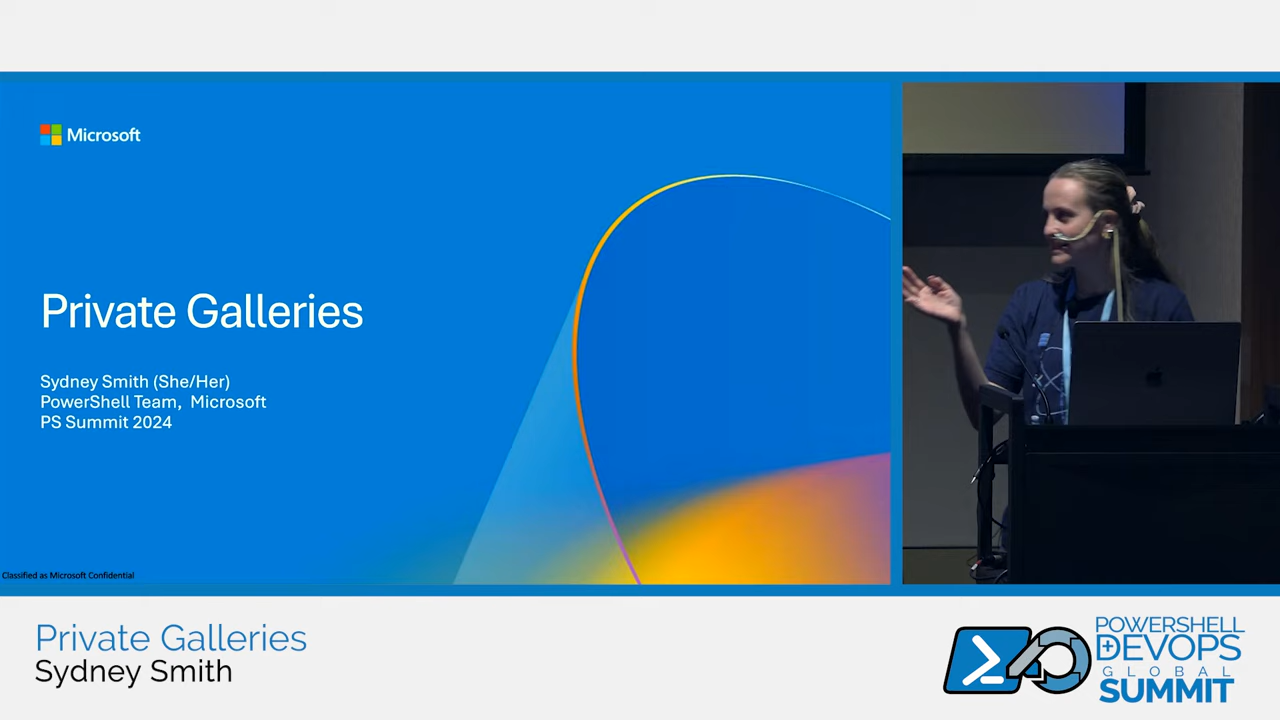 Microsoft
Private Galleries
Sydney Smith (She/Her)
PowerShell Team, Microsoft
PS Summit 2024
Classified as Microsoft Confidential
Private Galleries
Sydney Smith
POWERSHELL
DEVOPS
GLOBAL
SUMMIT